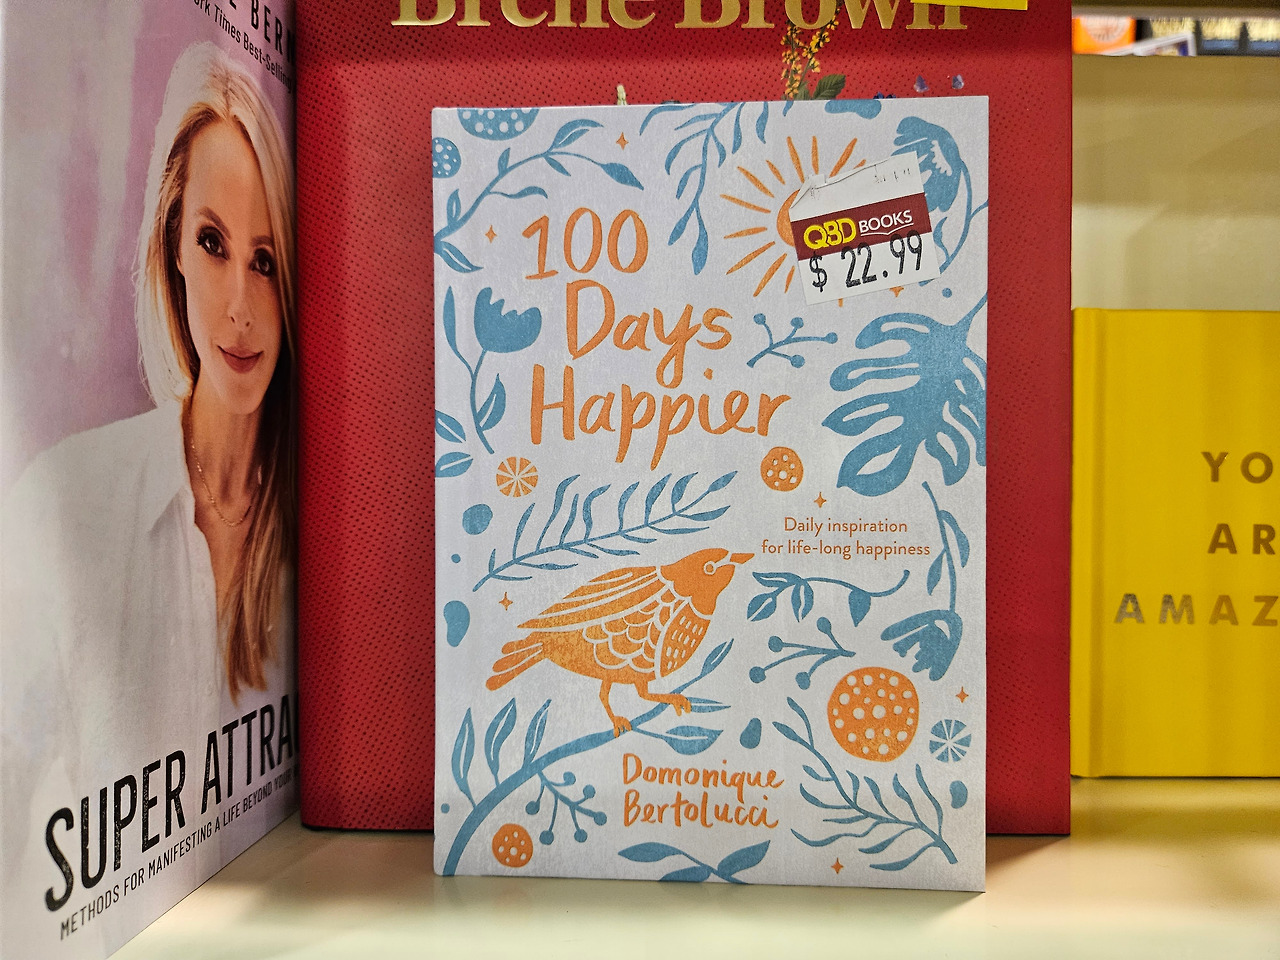 Brené Brown
York Times Best-Selling
SUPER
METHODS FOR MANIFESTING A LIFE BEYOND YOUR
100
Days
Happier
QBD BOOKS
$ 22.99
Daily inspiration
for life-long happiness
Domonique
Bertolucci
YO
AR
AMAZ